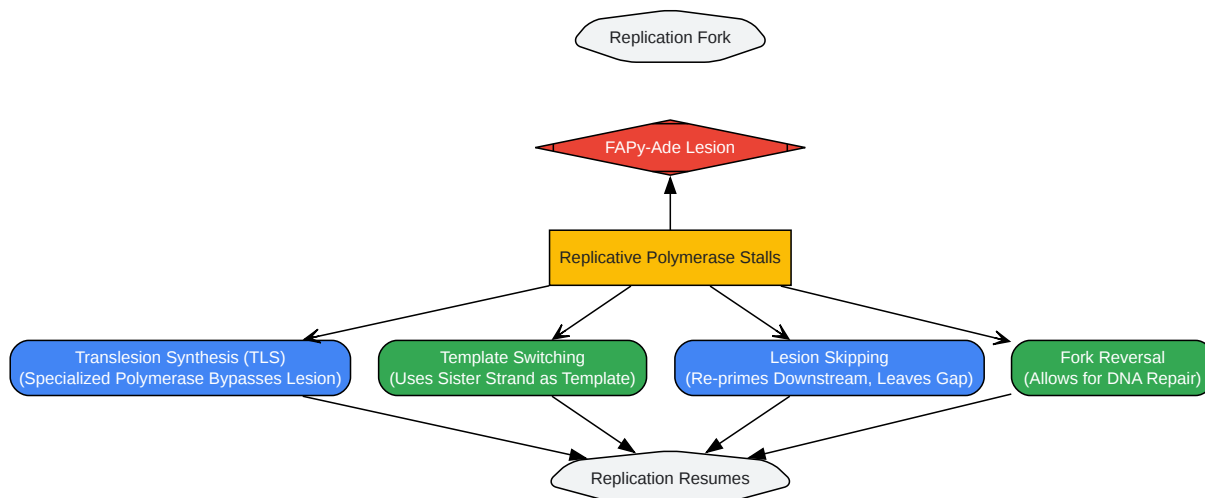 Replication Fork
FAPy-Ade Lesion
Replicative Polymerase Stalls
Translesion Synthesis (TLS)
(Specialized Polymerase Bypasses Lesion)
Template Switching
(Uses Sister Strand as Template)
Lesion Skipping
(Re-primes Downstream, Leaves Gap)
Fork Reversal
(Allows for DNA Repair)
Replication Resumes